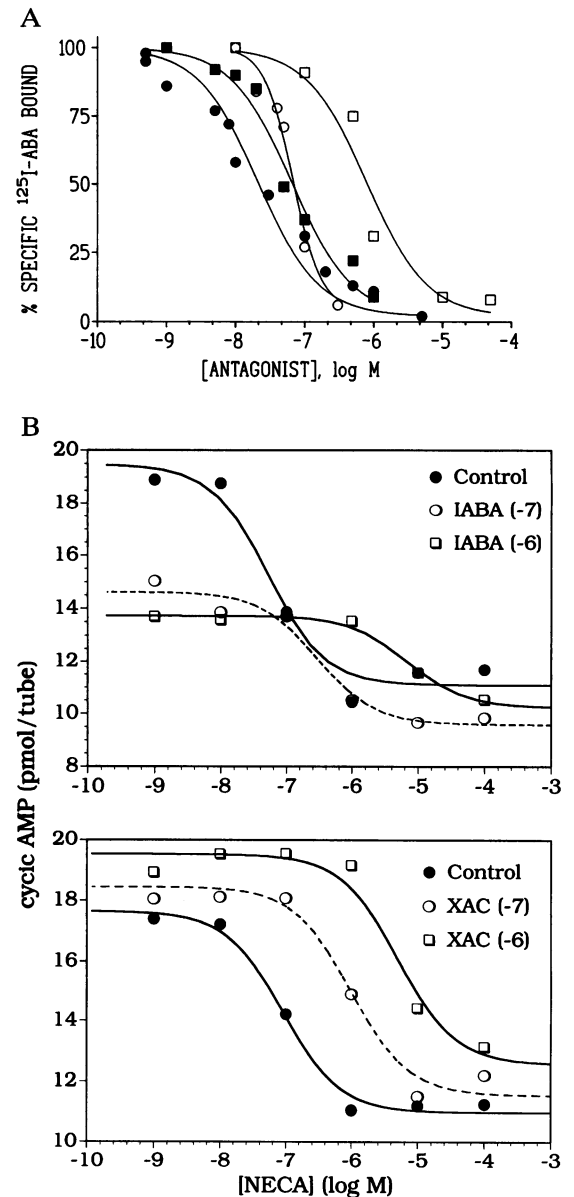 A
% SPECIFIC 125I-ABA BOUND
100
75
50
25
0
-10 -9 -8 -7 -6 -5 -4
[ANTAGONIST], log M
B
cycic AMP (pmol/tube)
20
18
16
14
12
10
8
Control
IABA (-7)
IABA (-6)
-10 -9 -8 -7 -6 -5 -4 -3
20
18
16
14
12
10
Control
XAC (-7)
XAC (-6)
-10 -9 -8 -7 -6 -5 -4 -3
[NECA] (log M)